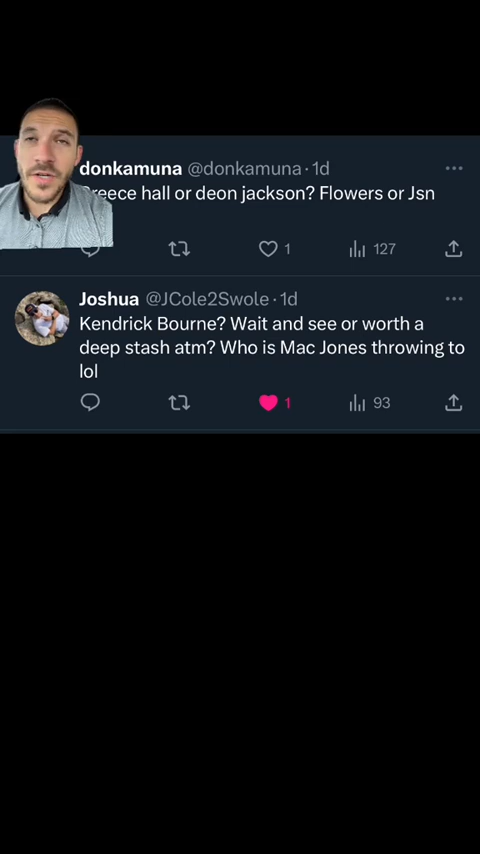 donkamuna @donkamuna · 1d
reece hall or deon jackson? Flowers or Jsn
1
127
Joshua @JCole2Swole · 1d
Kendrick Bourne? Wait and see or worth a
deep stash atm? Who is Mac Jones throwing to
lol
1
93